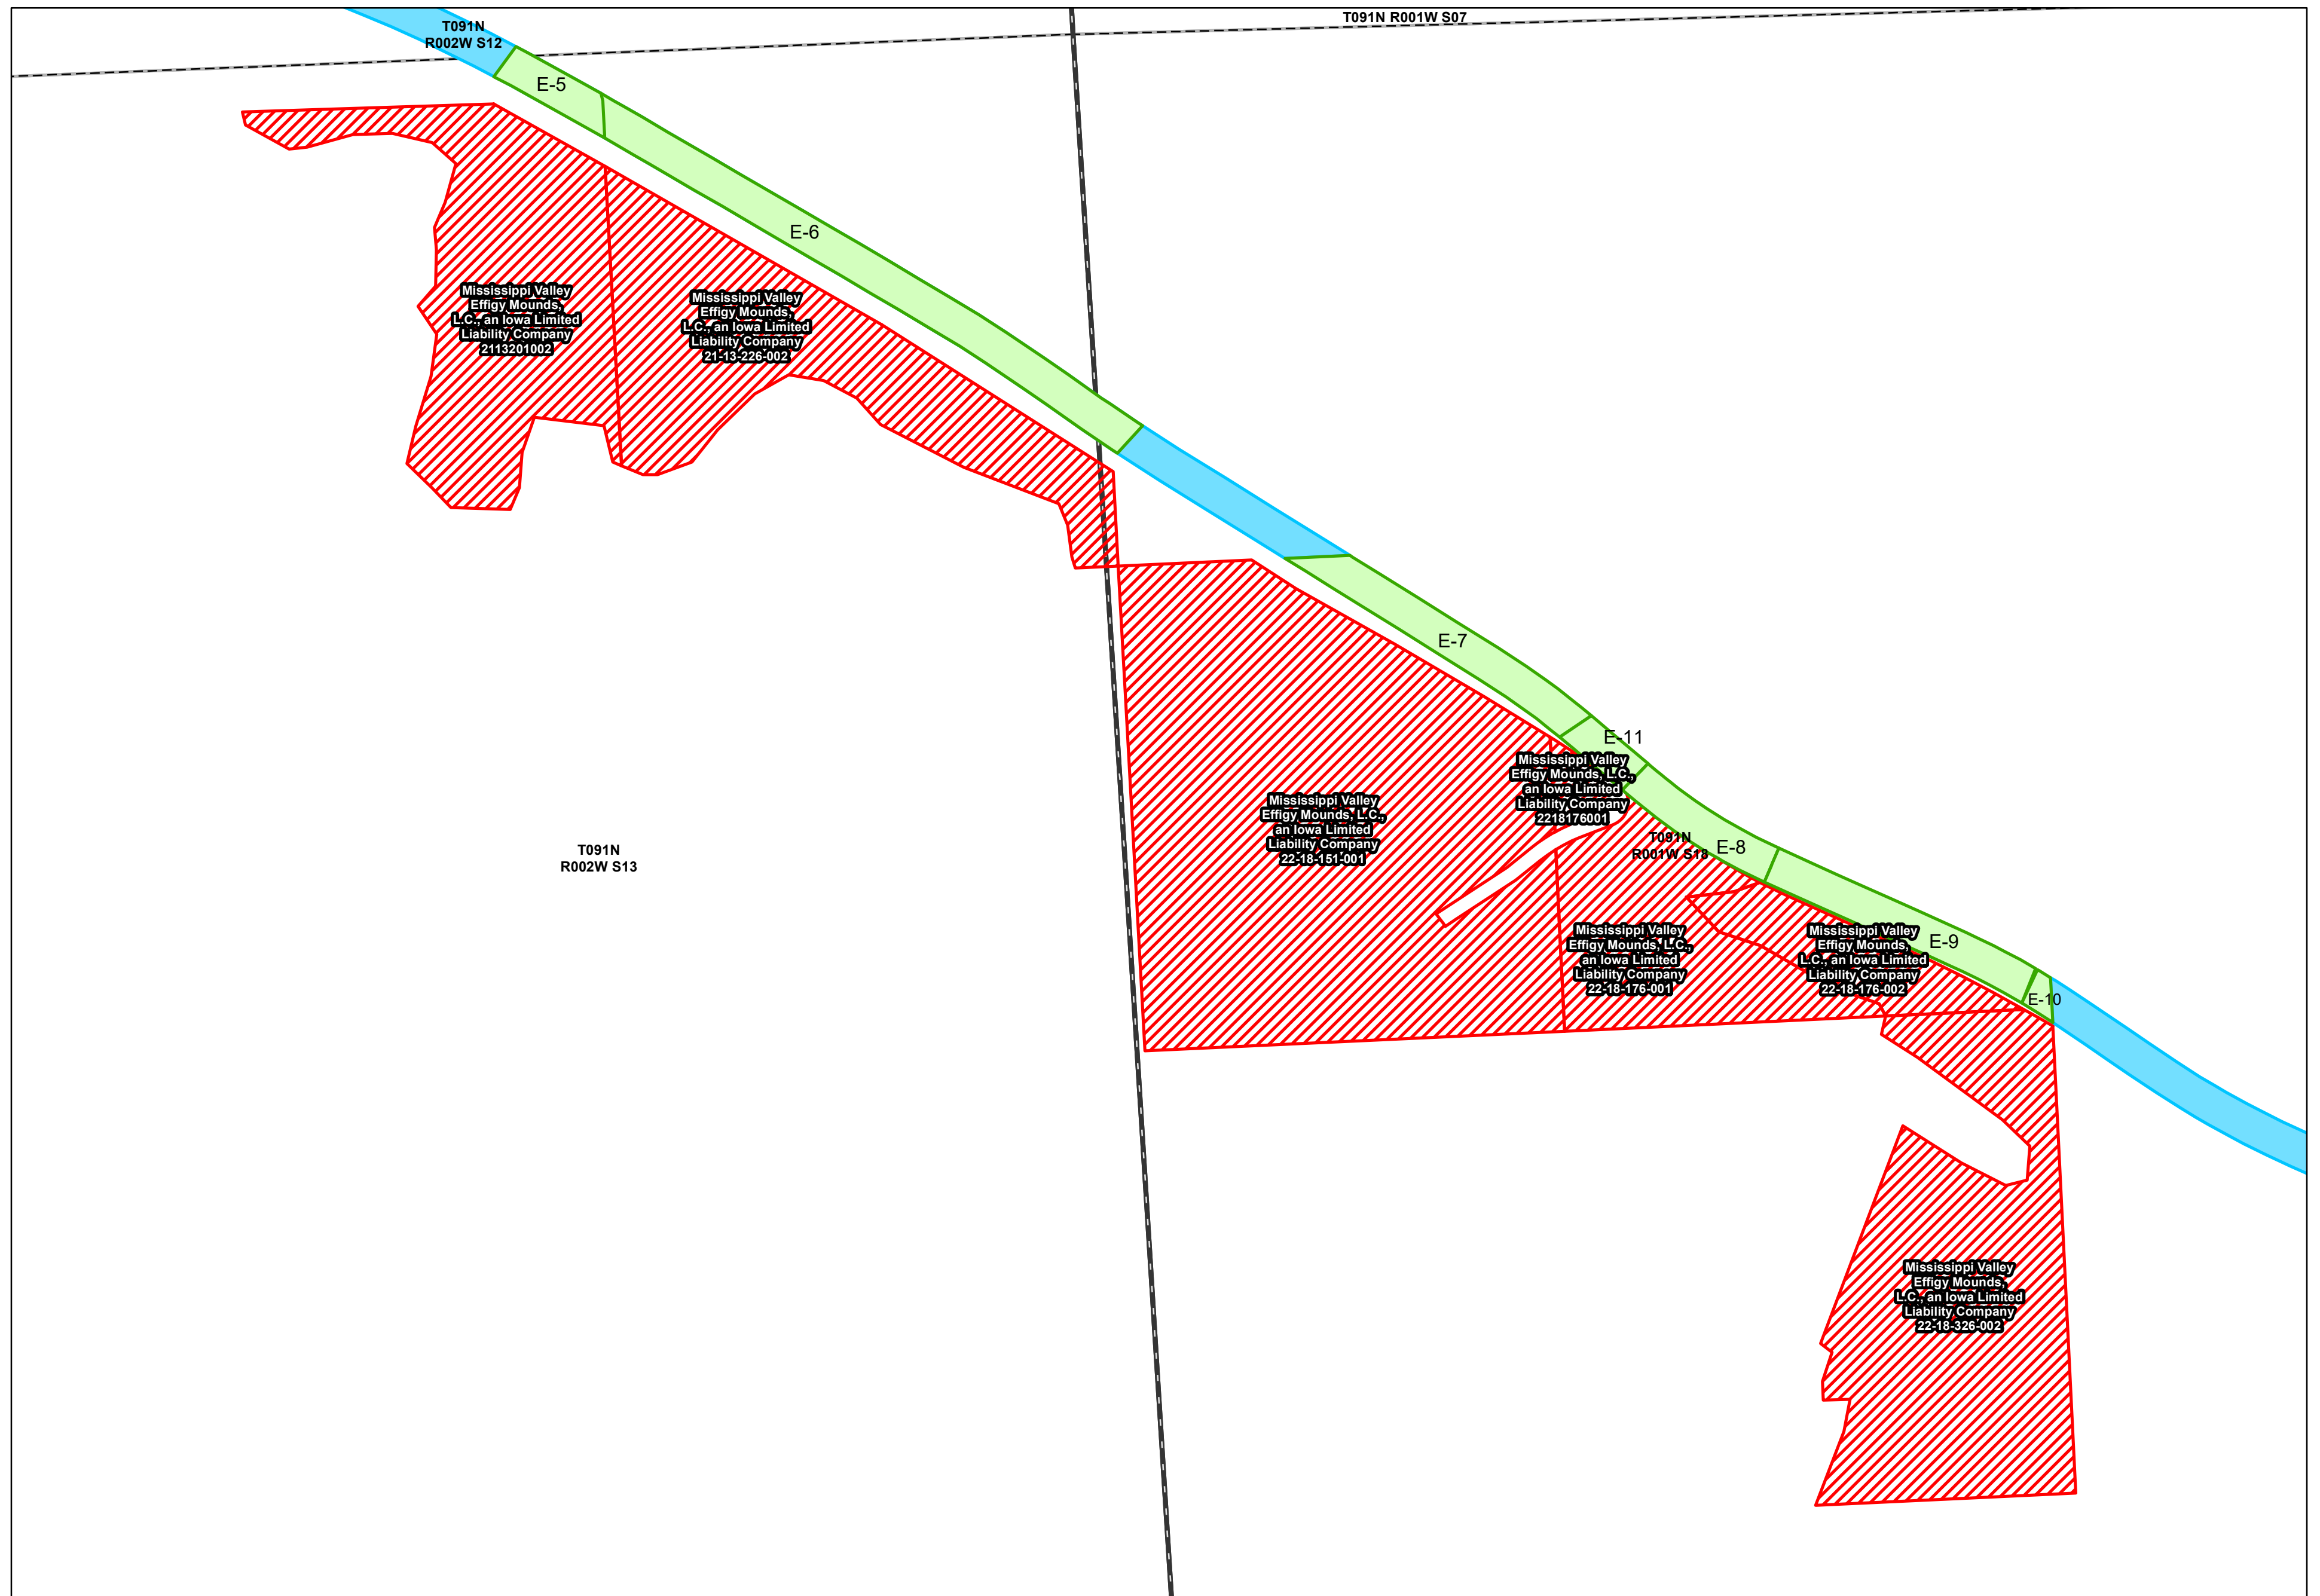 T091N R001W S07
T091N
R002W S12
E-5
E-6
Mississippi Valley
Effigy Mounds,
L.C., an Iowa Limited
Liability Company
2113201002
Mississippi Valley
Effigy Mounds,
L.C., an Iowa Limited
Liability Company
21-13-226-002
E-7
E-11
Mississippi Valley
Effigy Mounds, L.C.,
an Iowa Limited
Liability Company
2218176001
Mississippi Valley
Effigy Mounds, L.C.,
an Iowa Limited
Liability Company
22-18-151-001
T091N
R001W S18
E-8
T091N
R002W S13
Mississippi Valley
Effigy Mounds, L.C.,
an Iowa Limited
Liability Company
22-18-176-001
Mississippi Valley
Effigy Mounds,
L.C., an Iowa Limited
Liability Company
22-18-176-002
E-9
E-10
Mississippi Valley
Effigy Mounds,
L.C., an Iowa Limited
Liability Company
22-18-326-002